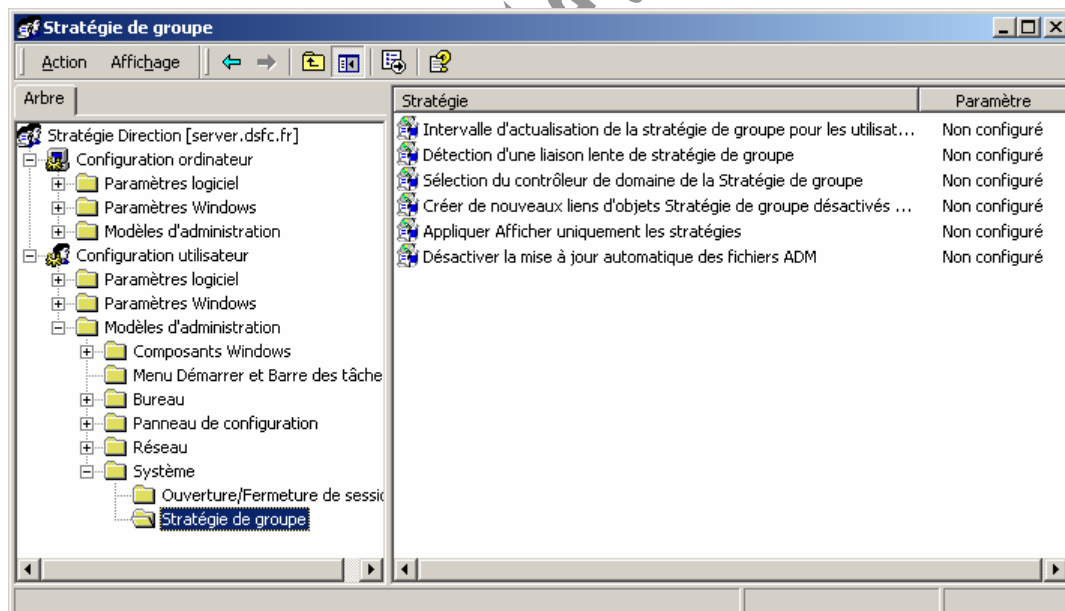 Stratégie de groupe
Action Affichage
Arbre
Stratégie Paramètre
Stratégie Direction [server.dsfc.fr]
Configuration ordinateur
Paramètres logiciel
Paramètres Windows
Modèles d'administration
Configuration utilisateur
Paramètres logiciel
Paramètres Windows
Modèles d'administration
Composants Windows
Menu Démarrer et Barre des tâche
Bureau
Panneau de configuration
Réseau
Système
Ouverture/Fermeture de sessio
Stratégie de groupe
Intervalle d'actualisation de la stratégie de groupe pour les utilisat... Non configuré
Détection d'une liaison lente de stratégie de groupe Non configuré
Sélection du contrôleur de domaine de la Stratégie de groupe Non configuré
Créer de nouveaux liens d'objets Stratégie de groupe désactivés ... Non configuré
Appliquer Afficher uniquement les stratégies Non configuré
Désactiver la mise à jour automatique des fichiers ADM Non configuré